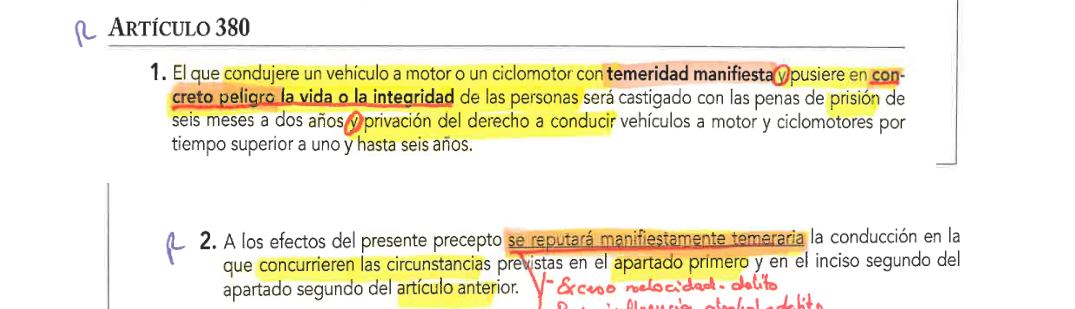 R ARTÍCULO 380
1. El que condujere un vehículo a motor o un ciclomotor con temeridad manifiesta y pusiere en con-
creto peligro la vida o la integridad de las personas será castigado con las penas de prisión de
seis meses a dos años y privación del derecho a conducir vehículos a motor y ciclomotores por
tiempo superior a uno y hasta seis años.
R 2. A los efectos del presente precepto se reputará manifiestamente temeraria la conducción en la
que concurrieren las circunstancias previstas en el apartado primero y en el inciso segundo del
apartado segundo del artículo anterior.
- Exceso velocidad - delito
influencia alcohol - delito